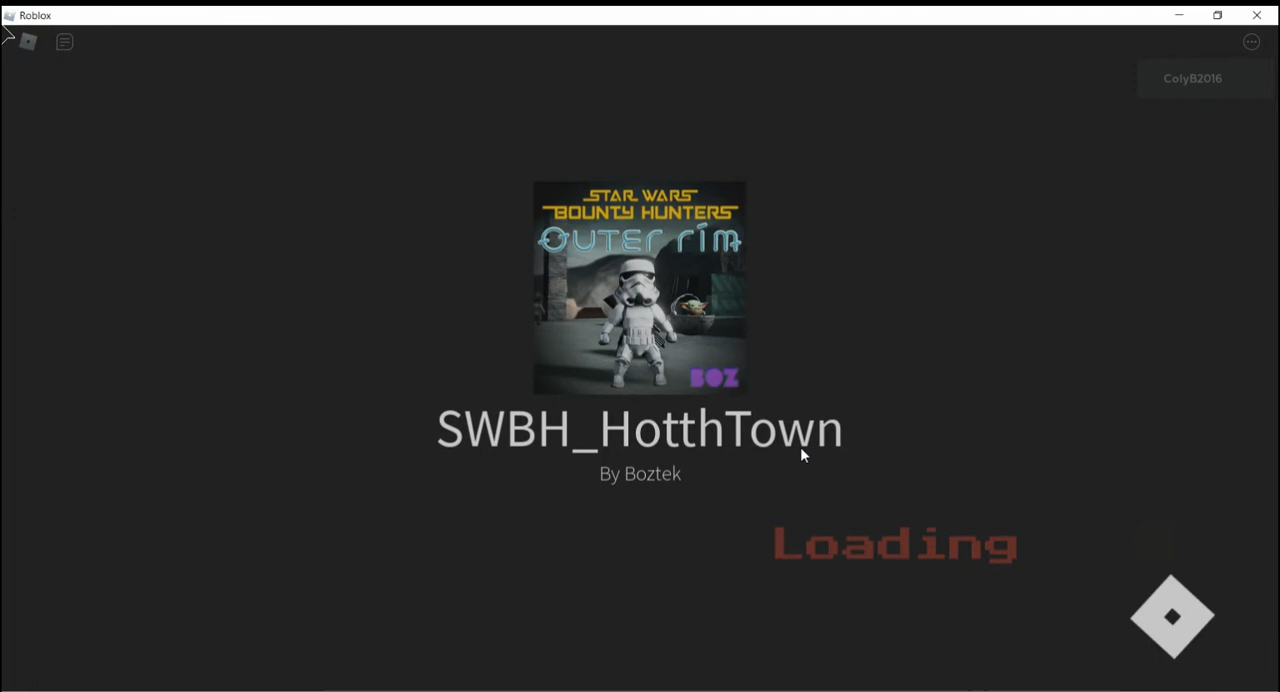 Roblox
ColyB2016
STAR WARS
BOUNTY HUNTERS
OUTER RIM
BOZ
SWBH_HotthTown
By Boztek
Loading